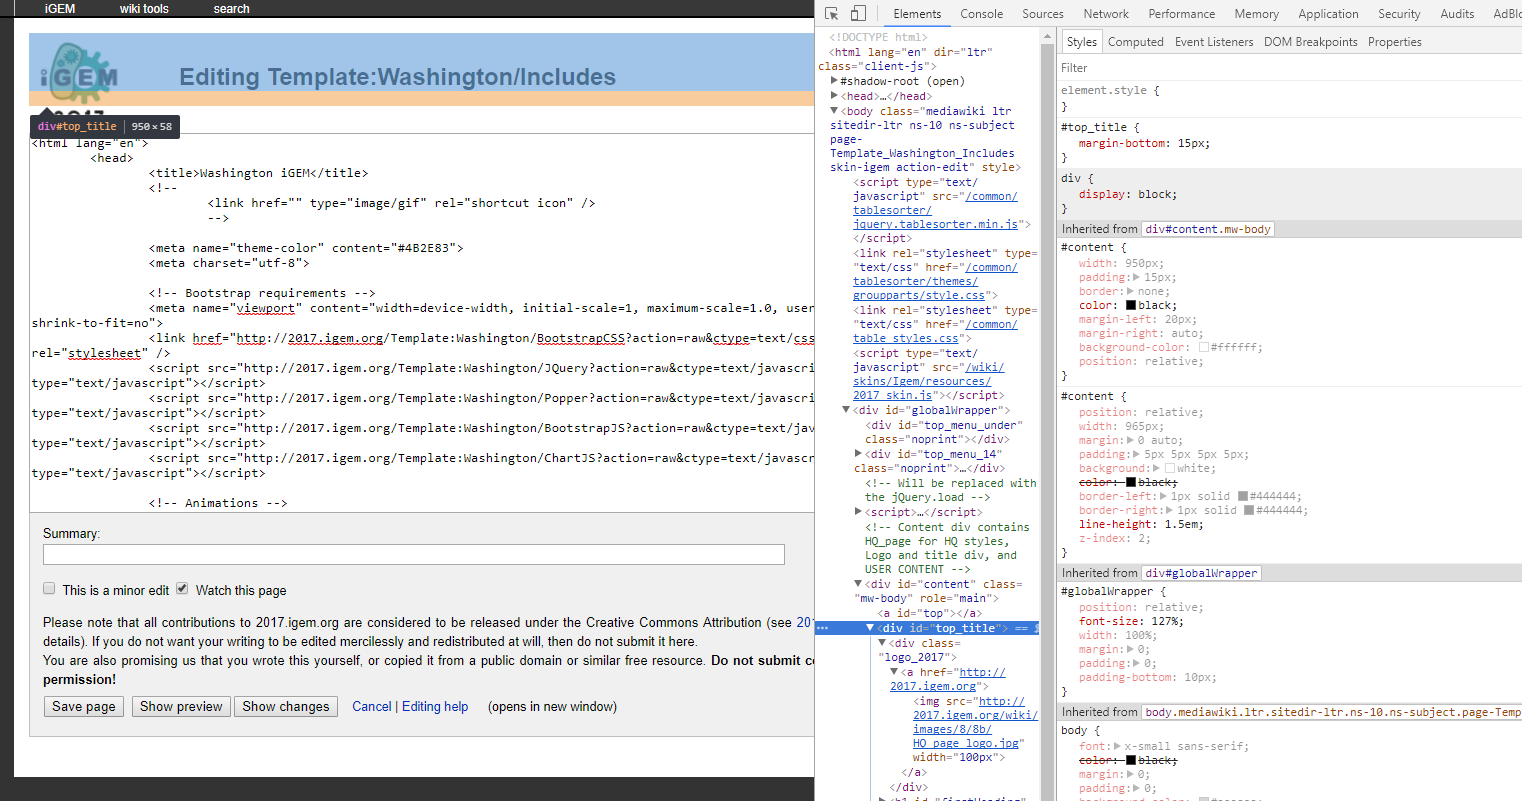 iGEM wiki tools search
iGEM
Editing Template:Washington/Includes
div#top_title 950 × 58
<html lang="en">
<head>
<title>Washington iGEM</title>
<!--
<link href="" type="image/gif" rel="shortcut icon" />
-->
<meta name="theme-color" content="#4B2E83">
<meta charset="utf-8">
<!-- Bootstrap requirements -->
<meta name="viewport" content="width=device-width, initial-scale=1, maximum-scale=1.0, user
shrink-to-fit=no">
<link href="http://2017.igem.org/Template:Washington/BootstrapCSS?action=raw&ctype=text/css
rel="stylesheet" />
<script src="http://2017.igem.org/Template:Washington/JQuery?action=raw&ctype=text/javascrip
type="text/javascript"></script>
<script src="http://2017.igem.org/Template:Washington/Popper?action=raw&ctype=text/javascrip
type="text/javascript"></script>
<script src="http://2017.igem.org/Template:Washington/BootstrapJS?action=raw&ctype=text/jav
type="text/javascript"></script>
<script src="http://2017.igem.org/Template:Washington/ChartJS?action=raw&ctype=text/javascr
type="text/javascript"></script>
<!-- Animations -->
Summary:
This is a minor edit Watch this page
Please note that all contributions to 2017.igem.org are considered to be released under the Creative Commons Attribution (see 20
details). If you do not want your writing to be edited mercilessly and redistributed at will, then do not submit it here.
You are also promising us that you wrote this yourself, or copied it from a public domain or similar free resource. Do not submit c
permission!
Save page Show preview Show changes Cancel | Editing help (opens in new window)
Elements Console Sources Network Performance Memory Application Security Audits AdBlo
<!DOCTYPE html>
<html lang="en" dir="ltr"
class="client-js">
#shadow-root (open)
<head>…</head>
<body class="mediawiki ltr
sitedir-ltr ns-10 ns-subject
page-
Template_Washington_Includes
skin-igem action-edit" style>
<script type="text/
javascript" src="/common/
tablesorter/
jquery.tablesorter.min.js">
</script>
<link rel="stylesheet" type=
"text/css" href="/common/
tablesorter/themes/
groupparts/style.css">
<link rel="stylesheet" type=
"text/css" href="/common/
table_styles.css">
<script type="text/
javascript" src="/wiki/
skins/Igem/resources/
2017_skin.js"></script>
<div id="globalWrapper">
<div id="top_menu_under"
class="noprint"></div>
<div id="top_menu_14"
class="noprint">…</div>
<!-- Will be replaced with
the jQuery.load -->
<script>…</script>
<!-- Content div contains
HQ_page for HQ styles,
Logo and title div, and
USER CONTENT -->
<div id="content" class=
"mw-body" role="main">
<a id="top"></a>
<div id="top_title"> == $
<div class=
"logo_2017">
<a href="http://
2017.igem.org">
<img src="http://
2017.igem.org/wiki/
images/8/8b/
HQ_page_logo.jpg"
width="100px">
</a>
</div>
<h1 id="firstHeading"
Styles Computed Event Listeners DOM Breakpoints Properties
Filter
element.style {
}
#top_title {
margin-bottom: 15px;
}
div {
display: block;
}
Inherited from div#content.mw-body
#content {
width: 950px;
padding: 15px;
border: none;
color: black;
margin-left: 20px;
margin-right: auto;
background-color: #ffffff;
position: relative;
}
#content {
position: relative;
width: 965px;
margin: 0 auto;
padding: 5px 5px 5px 5px;
background: white;
color: black;
border-left: 1px solid #444444;
border-right: 1px solid #444444;
line-height: 1.5em;
z-index: 2;
}
Inherited from div#globalWrapper
#globalWrapper {
position: relative;
font-size: 127%;
width: 100%;
margin: 0;
padding: 0;
padding-bottom: 10px;
}
Inherited from body.mediawiki.ltr.sitedir-ltr.ns-10.ns-subject.page-Temp
body {
font: x-small sans-serif;
color: black;
margin: 0;
padding: 0;